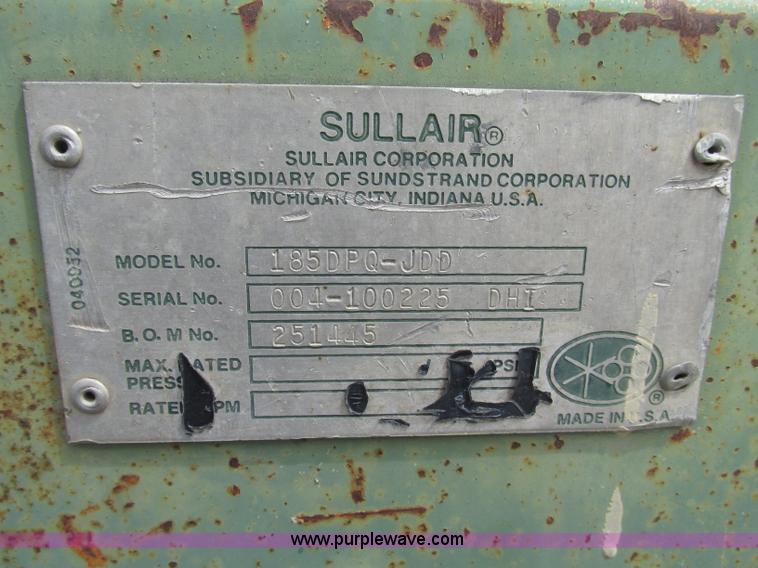 SULLAIR®
SULLAIR CORPORATION
SUBSIDIARY OF SUNDSTRAND CORPORATION
MICHIGAN CITY, INDIANA U.S.A.
040032
MODEL No. 185DPQ-JDD
SERIAL No. 004-100225 DHI
B.O.M No. 251445
MAX. RATED PSI
PRESS
RATE PM
®
MADE IN U.S.A.
www.purplewave.com